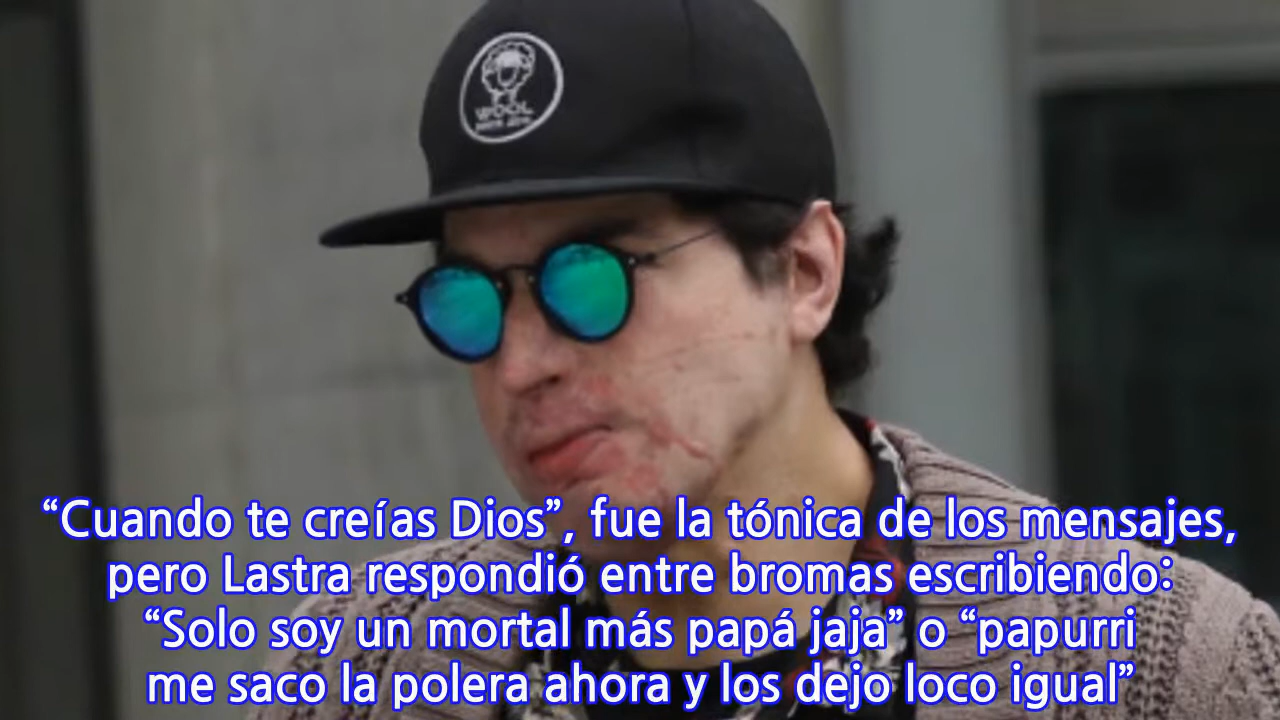 WOOL
“Cuando te creías Dios”, fue la tónica de los mensajes,
pero Lastra respondió entre bromas escribiendo:
“Solo soy un mortal más papá jaja” o “papurri
me saco la polera ahora y los dejo loco igual”